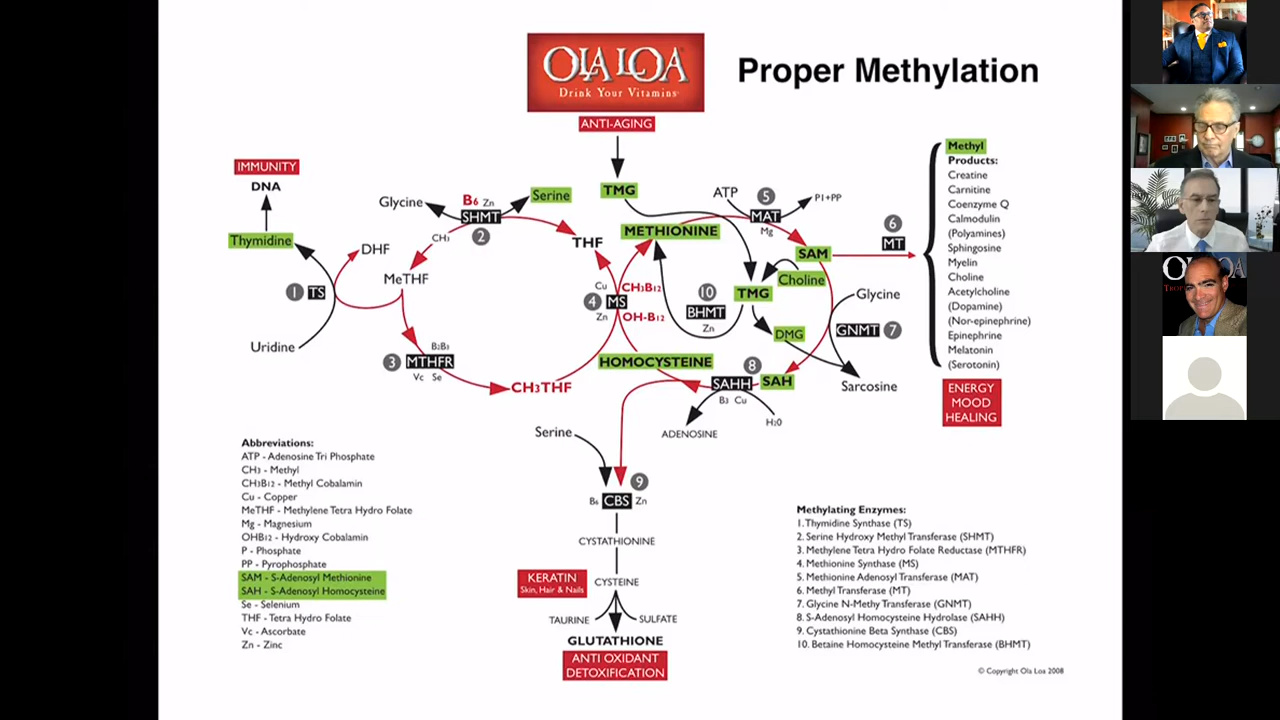 OLA LOA
Drink Your Vitamins
Proper Methylation
ANTI-AGING
IMMUNITY
DNA
Thymidine
Glycine
B6 Zn
Serine
SHMT
2
CH3
THF
DHF
MeTHF
1 TS
Uridine
3 MTHFR
B2B3
Vc Se
CH3THF
TMG
METHIONINE
Cu
4 MS
Zn
CH3B12
OH-B12
HOMOCYSTEINE
ATP
5
MAT
Mg
P1+PP
SAM
Choline
TMG
10
BHMT
Zn
DMG
Glycine
GNMT 7
Sarcosine
8
SAHH
SAH
B3 Cu
H20
ADENOSINE
6
MT
Methyl
Products:
Creatine
Carnitine
Coenzyme Q
Calmodulin
(Polyamines)
Sphingosine
Myelin
Choline
Acetylcholine
(Dopamine)
(Nor-epinephrine)
Epinephrine
Melatonin
(Serotonin)
ENERGY
MOOD
HEALING
Serine
9
B6 CBS Zn
CYSTATHIONINE
KERATIN
Skin, Hair & Nails
CYSTEINE
TAURINE
SULFATE
GLUTATHIONE
ANTI OXIDANT
DETOXIFICATION
Abbreviations:
ATP - Adenosine Tri Phosphate
CH3 - Methyl
CH3B12 - Methyl Cobalamin
Cu - Copper
MeTHF - Methylene Tetra Hydro Folate
Mg - Magnesium
OHB12 - Hydroxy Cobalamin
P - Phosphate
PP - Pyrophosphate
SAM - S-Adenosyl Methionine
SAH - S-Adenosyl Homocysteine
Se - Selenium
THF - Tetra Hydro Folate
Vc - Ascorbate
Zn - Zinc
Methylating Enzymes:
1. Thymidine Synthase (TS)
2. Serine Hydroxy Methyl Transferase (SHMT)
3. Methylene Tetra Hydro Folate Reductase (MTHFR)
4. Methionine Synthase (MS)
5. Methionine Adenosyl Transferase (MAT)
6. Methyl Transferase (MT)
7. Glycine N-Methy Transferase (GNMT)
8. S-Adenosyl Homocysteine Hydrolase (SAHH)
9. Cystathionine Beta Synthase (CBS)
10. Betaine Homocysteine Methyl Transferase (BHMT)
© Copyright Ola Loa 2008